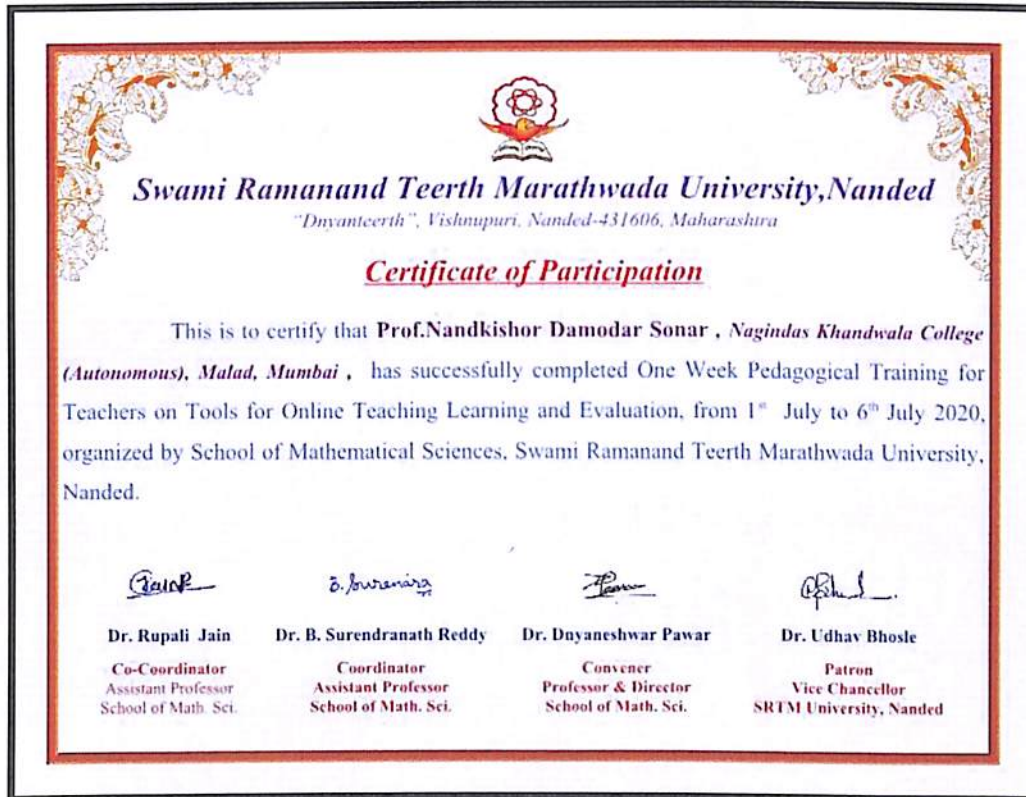 Swami Ramanand Teerth Marathwada University,Nanded
"Dnyanteerth", Vishnupuri, Nanded-431606, Maharashtra
Certificate of Participation
This is to certify that Prof.Nandkishor Damodar Sonar , Nagindas Khandwala College
(Autonomous), Malad, Mumbai , has successfully completed One Week Pedagogical Training for
Teachers on Tools for Online Teaching Learning and Evaluation, from 1st July to 6th July 2020,
organized by School of Mathematical Sciences, Swami Ramanand Teerth Marathwada University,
Nanded.
B. Surendra
Dr. Rupali Jain Dr. B. Surendranath Reddy Dr. Dnyaneshwar Pawar Dr. Udhav Bhosle
Co-Coordinator Coordinator Convener Patron
Assistant Professor Assistant Professor Professor & Director Vice Chancellor
School of Math. Sci. School of Math. Sci. School of Math. Sci. SRTM University, Nanded